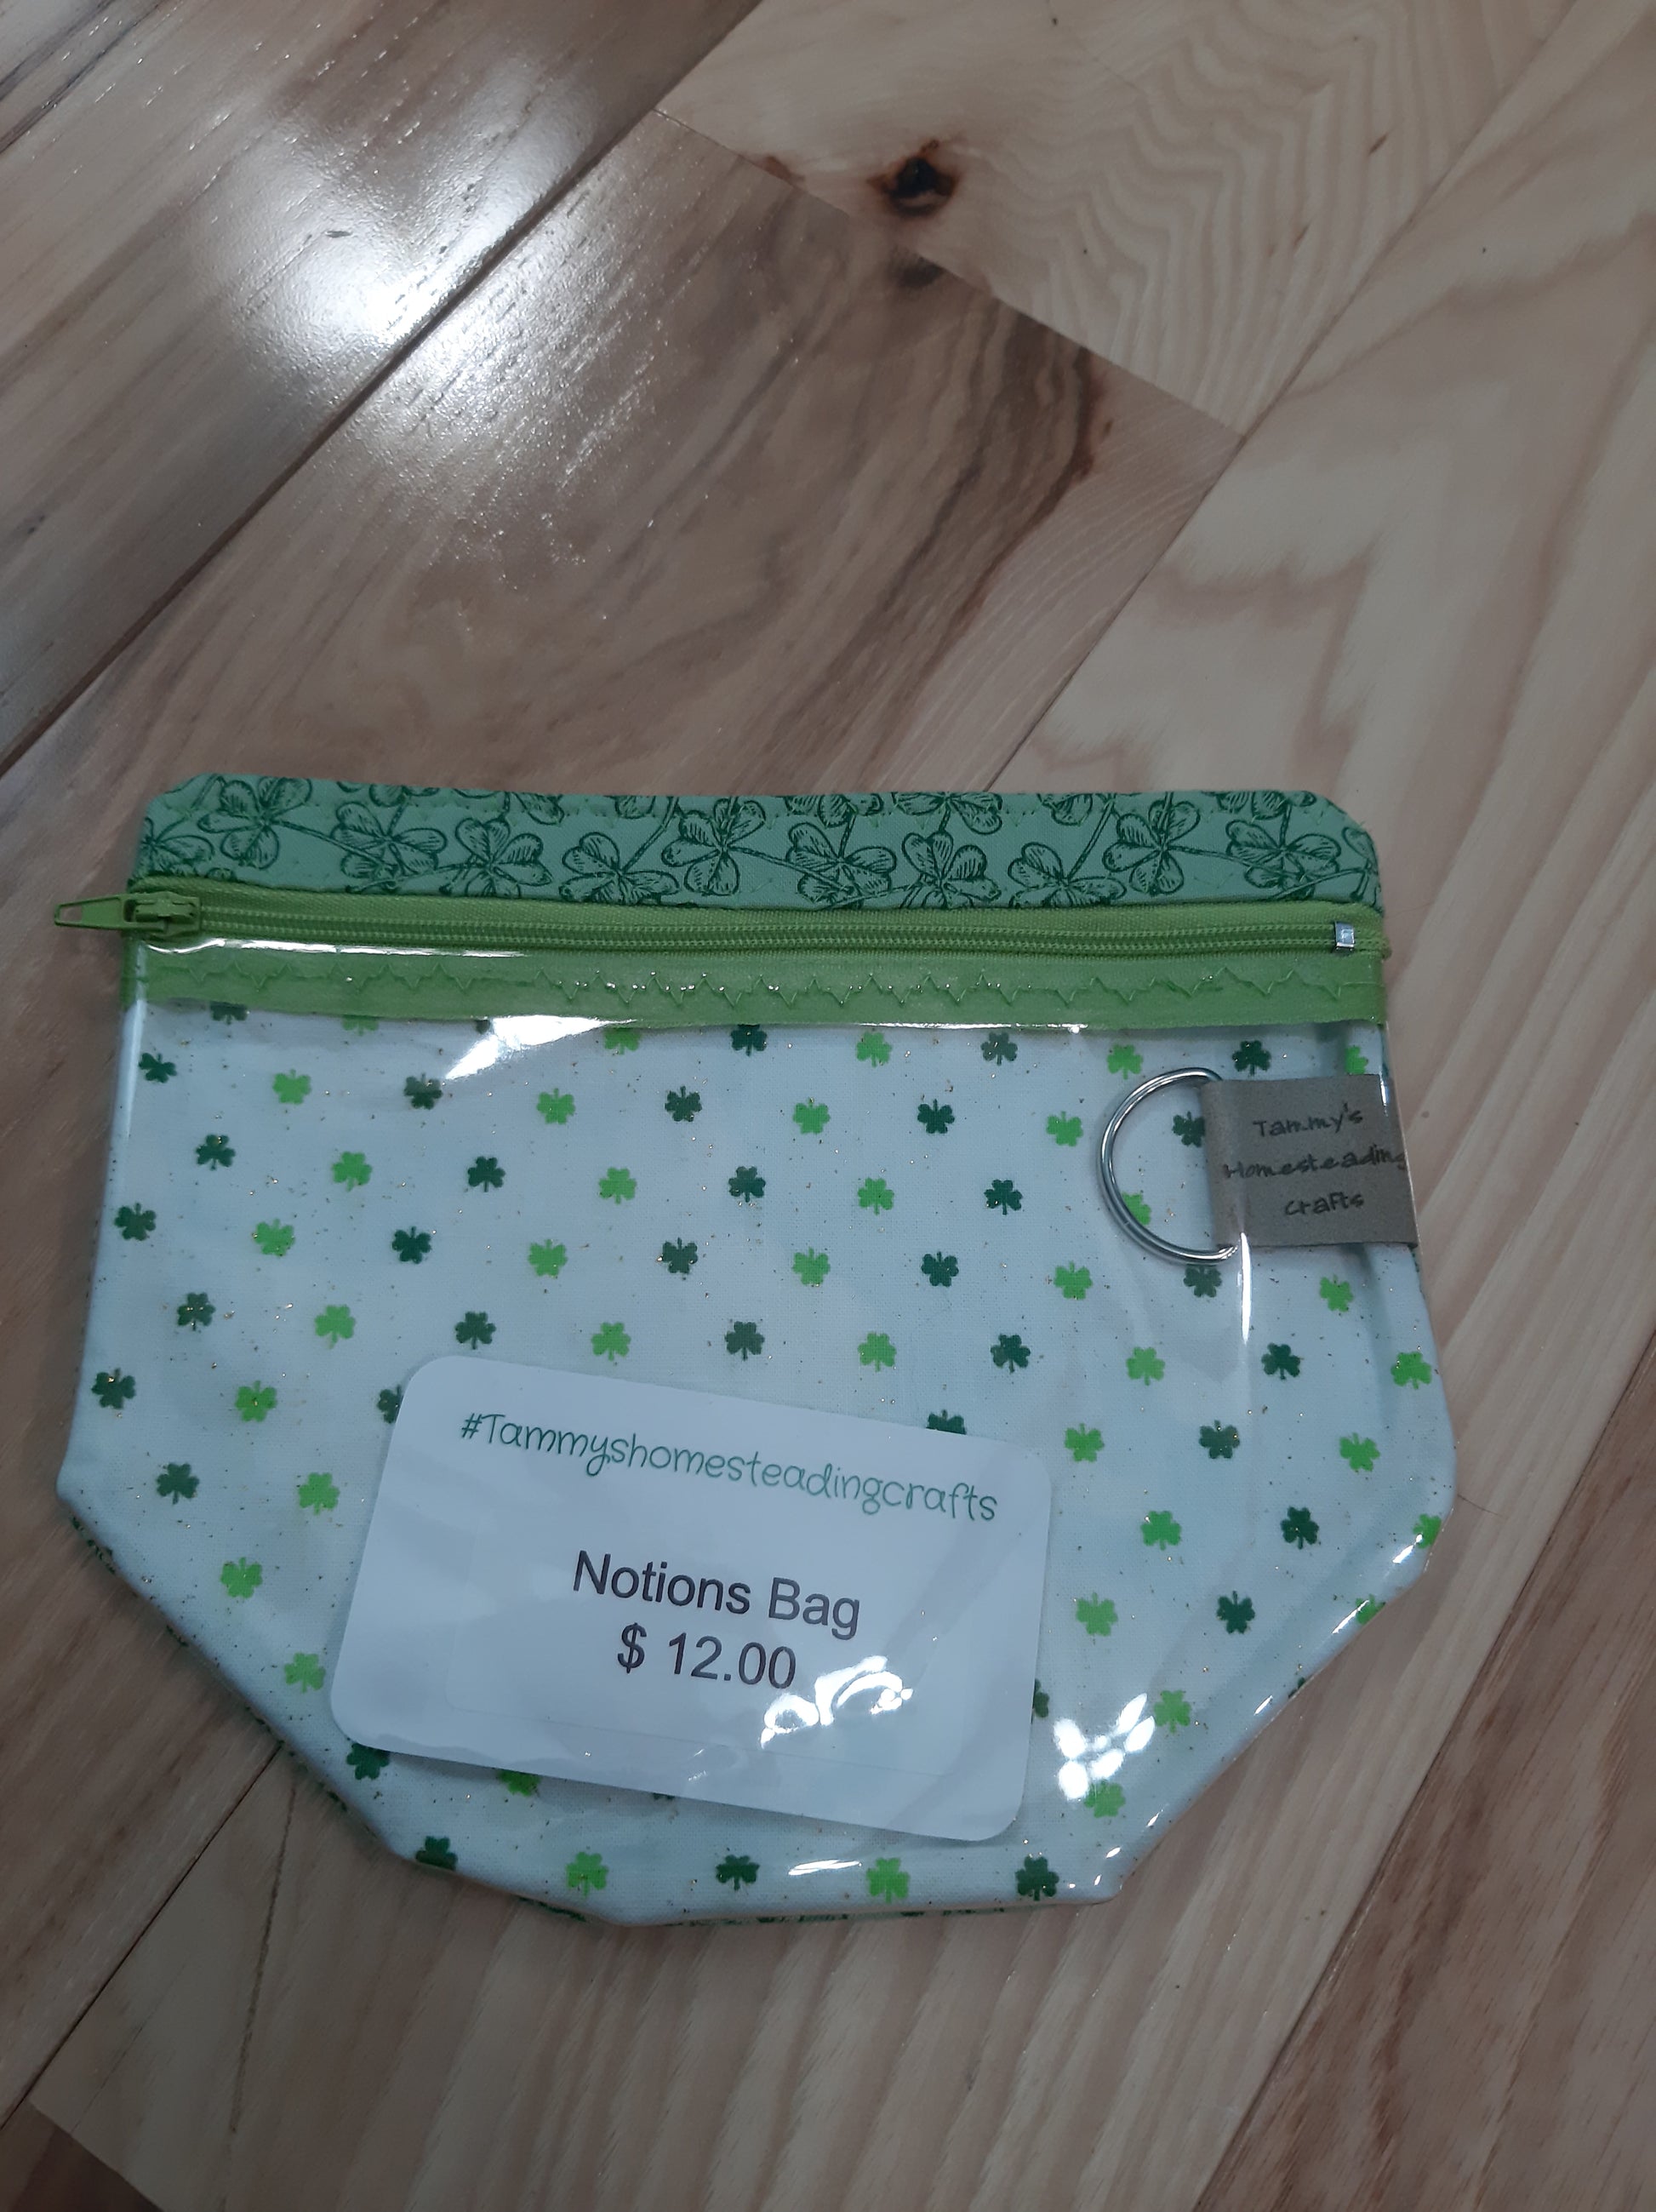 Tammy's
Homesteading
crafts
#Tammyshomesteadingcrafts
Notions Bag
$ 12.00